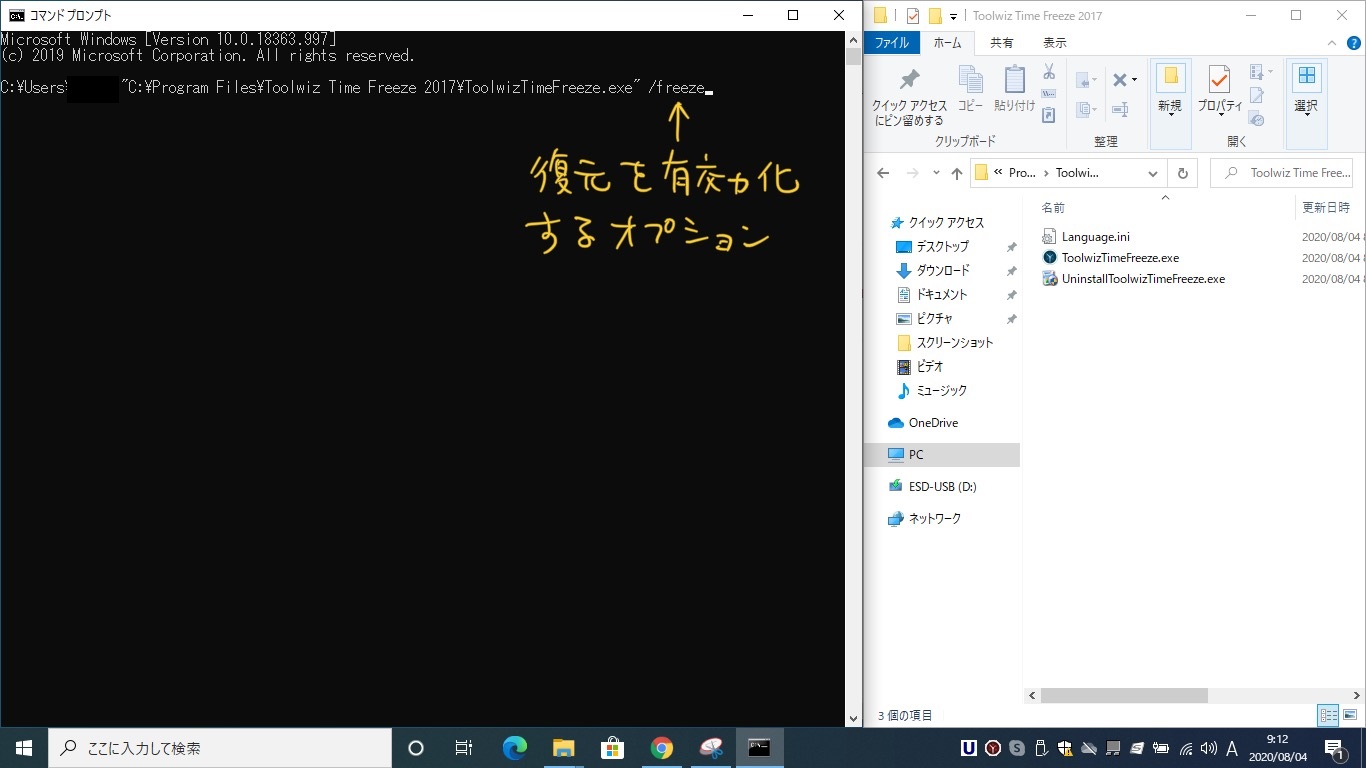 コマンド プロンプト
Microsoft Windows [Version 10.0.18363.997]
(c) 2019 Microsoft Corporation. All rights reserved.
C:¥Users¥ "C:¥Program Files¥Toolwiz Time Freeze 2017¥ToolwizTimeFreeze.exe" /freeze
復元を有効化
するオプション
Toolwiz Time Freeze 2017
ファイル ホーム 共有 表示
クイック アクセス
にピン留めする
コピー
貼り付け
新規
プロパティ
選択
クリップボード 整理 開く
« Pro... › Toolwi...
Toolwiz Time Free...
名前 更新日時
クイック アクセス
デスクトップ
ダウンロード
ドキュメント
ピクチャ
スクリーンショット
ビデオ
ミュージック
OneDrive
PC
ESD-USB (D:)
ネットワーク
Language.ini 2020/08/04 8
ToolwizTimeFreeze.exe 2020/08/04 8
UninstallToolwizTimeFreeze.exe 2020/08/04 8
3 個の項目
ここに入力して検索
A
9:12
2020/08/04
1